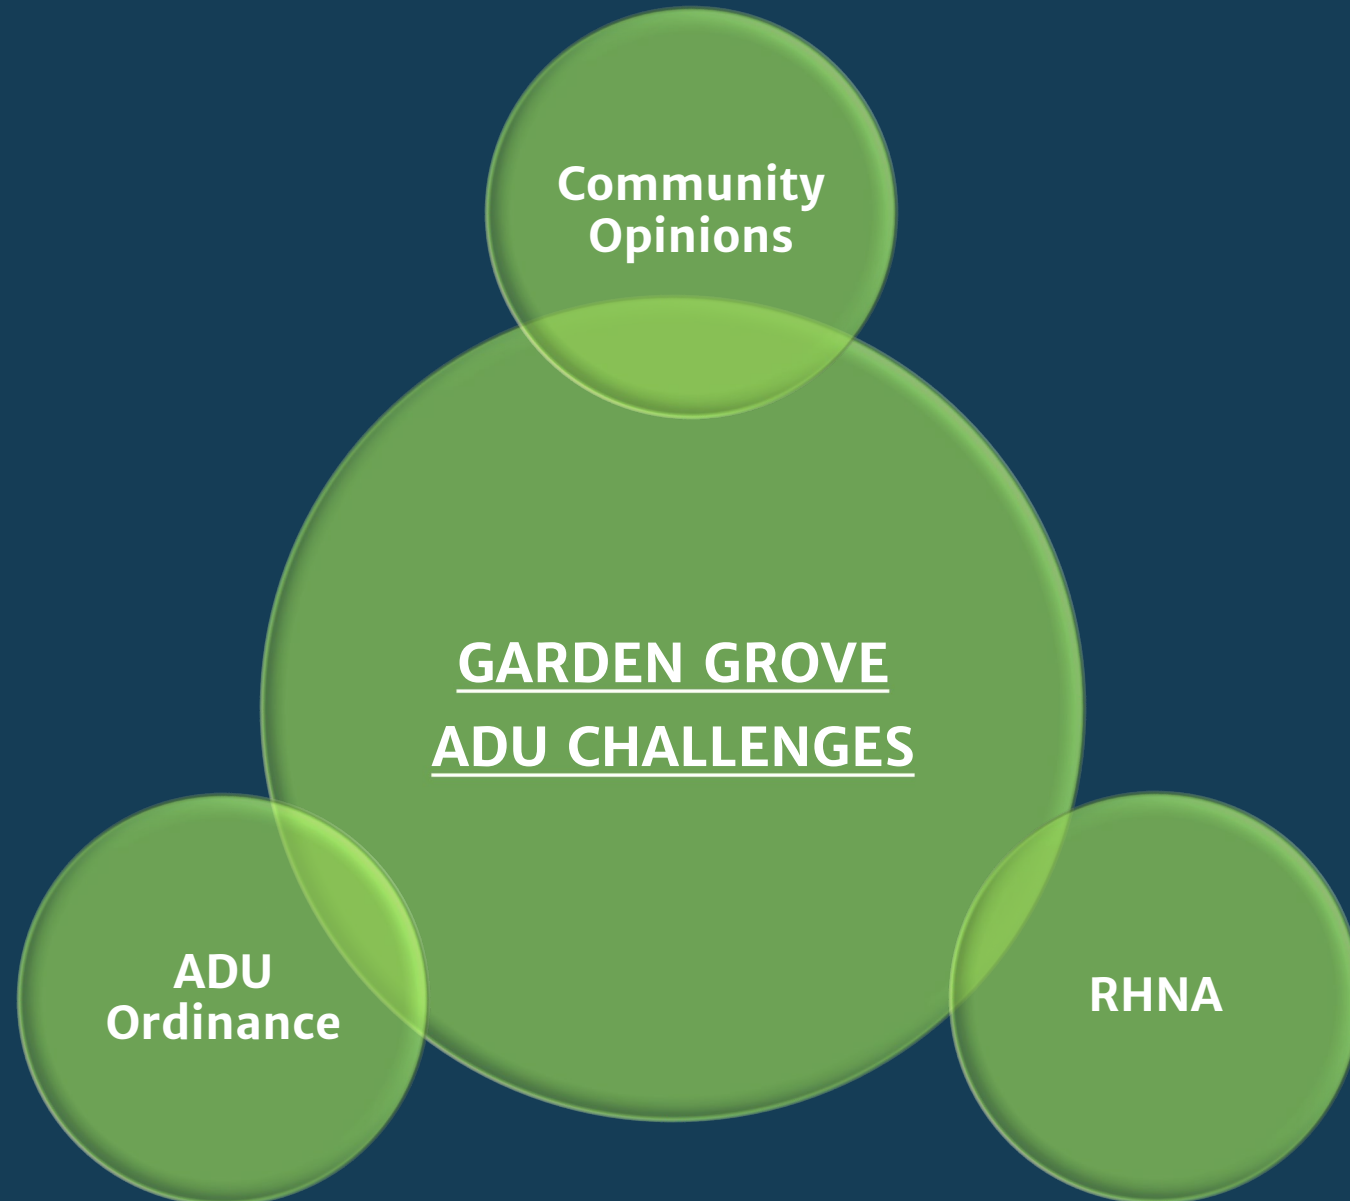 Community
Opinions
GARDEN GROVE
ADU CHALLENGES
ADU
Ordinance
RHNA